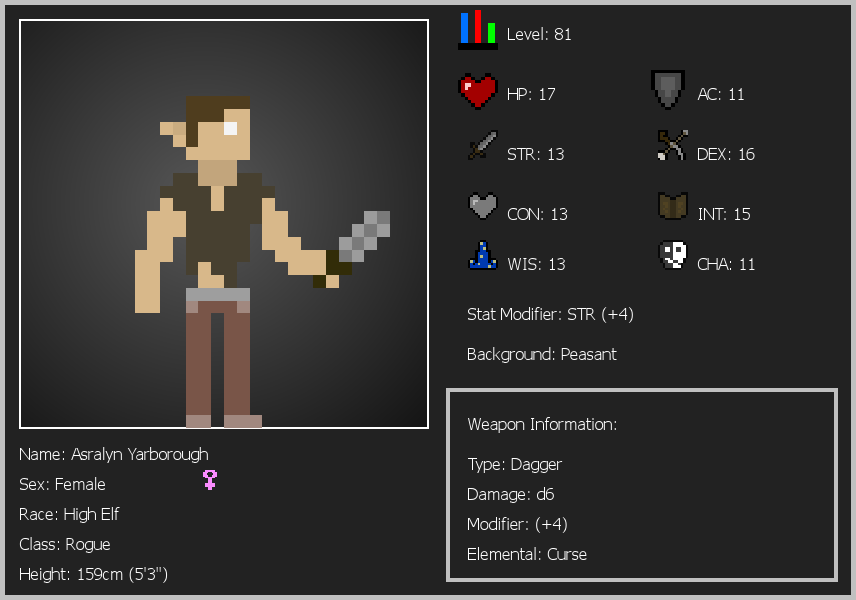 Level: 81
HP: 17
AC: 11
STR: 13
DEX: 16
CON: 13
INT: 15
WIS: 13
CHA: 11
Stat Modifier: STR (+4)
Background: Peasant
Weapon Information:
Type: Dagger
Damage: d6
Modifier: (+4)
Elemental: Curse
Name: Asralyn Yarborough
Sex: Female
Race: High Elf
Class: Rogue
Height: 159cm (5'3")